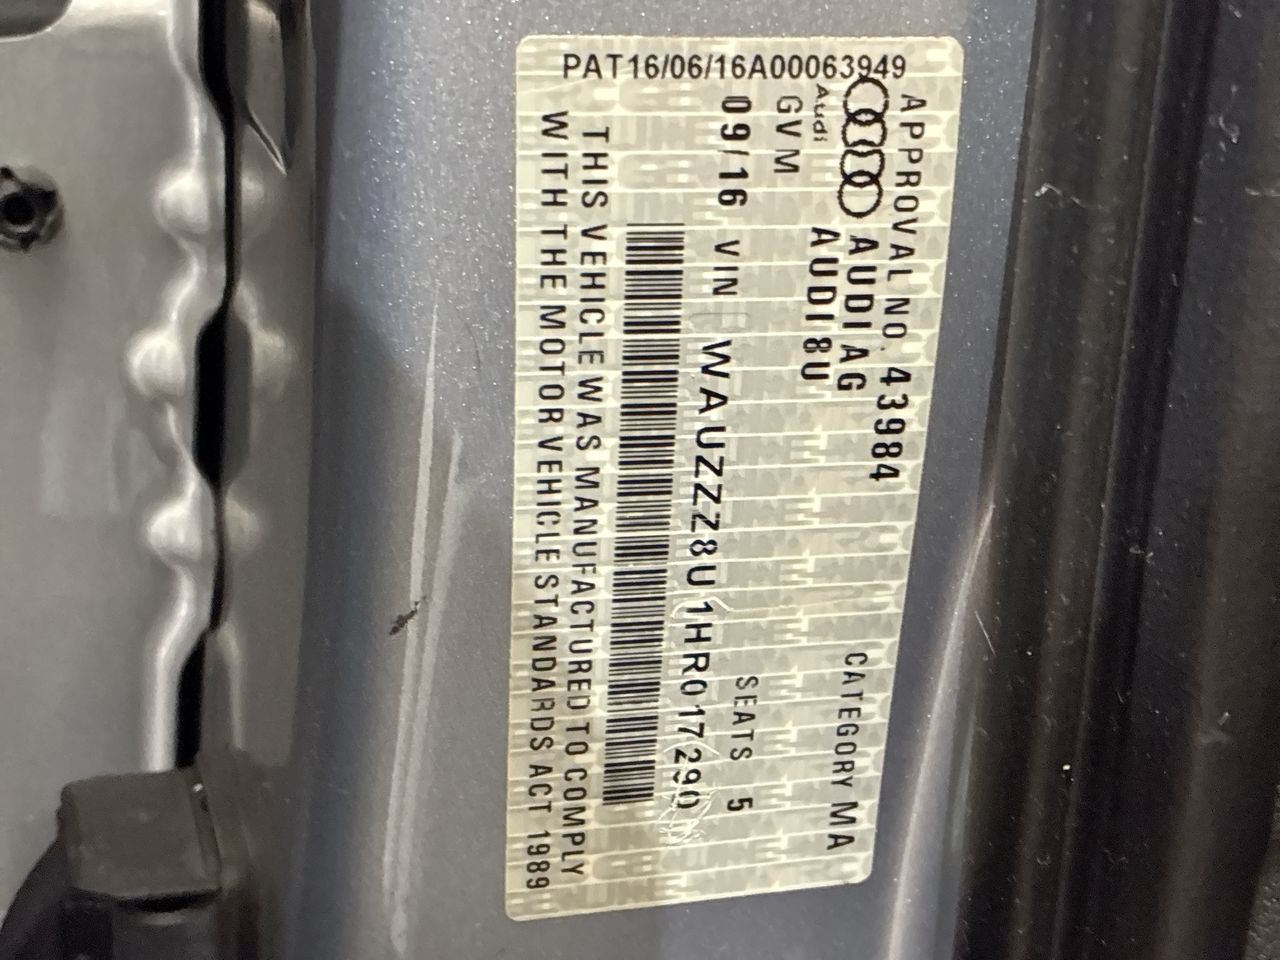 PAT16/06/16A00063949
APPROVAL NO. 43984
Audi AUDI AG CATEGORY MA
AUDI 8U
GVM
09/16 VIN WAUZZZ8U1HR017290 SEATS 5
THIS VEHICLE WAS MANUFACTURED TO COMPLY
WITH THE MOTOR VEHICLE STANDARDS ACT 1989